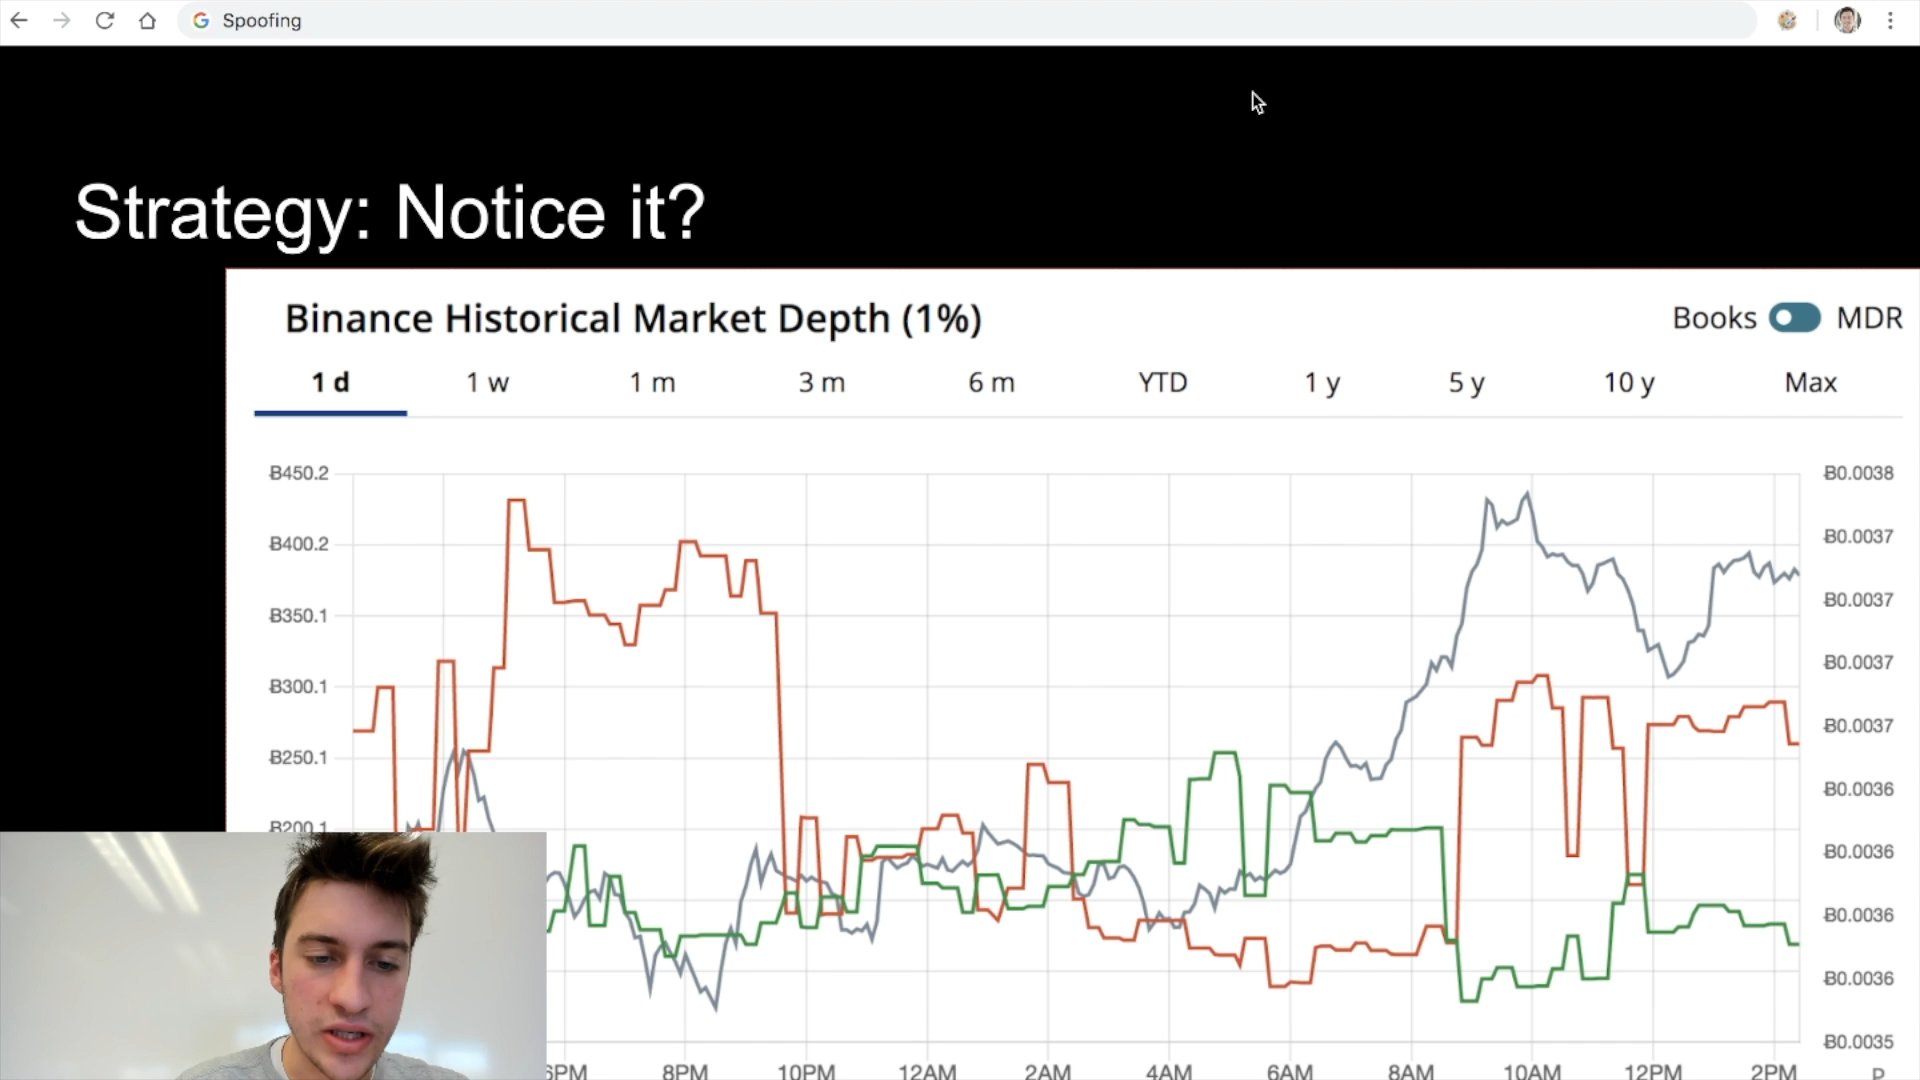 Spoofing
Strategy: Notice it?
Binance Historical Market Depth (1%)
Books MDR
1 d 1 w 1 m 3 m 6 m YTD 1 y 5 y 10 y Max
Ƀ450.2 Ƀ0.0038
Ƀ400.2 Ƀ0.0037
Ƀ350.1 Ƀ0.0037
Ƀ300.1 Ƀ0.0037
Ƀ250.1 Ƀ0.0037
Ƀ200.1 Ƀ0.0036
Ƀ0.0036
Ƀ0.0036
Ƀ0.0036
Ƀ0.0035
6PM 8PM 10PM 12AM 2AM 4AM 6AM 8AM 10AM 12PM 2PM P